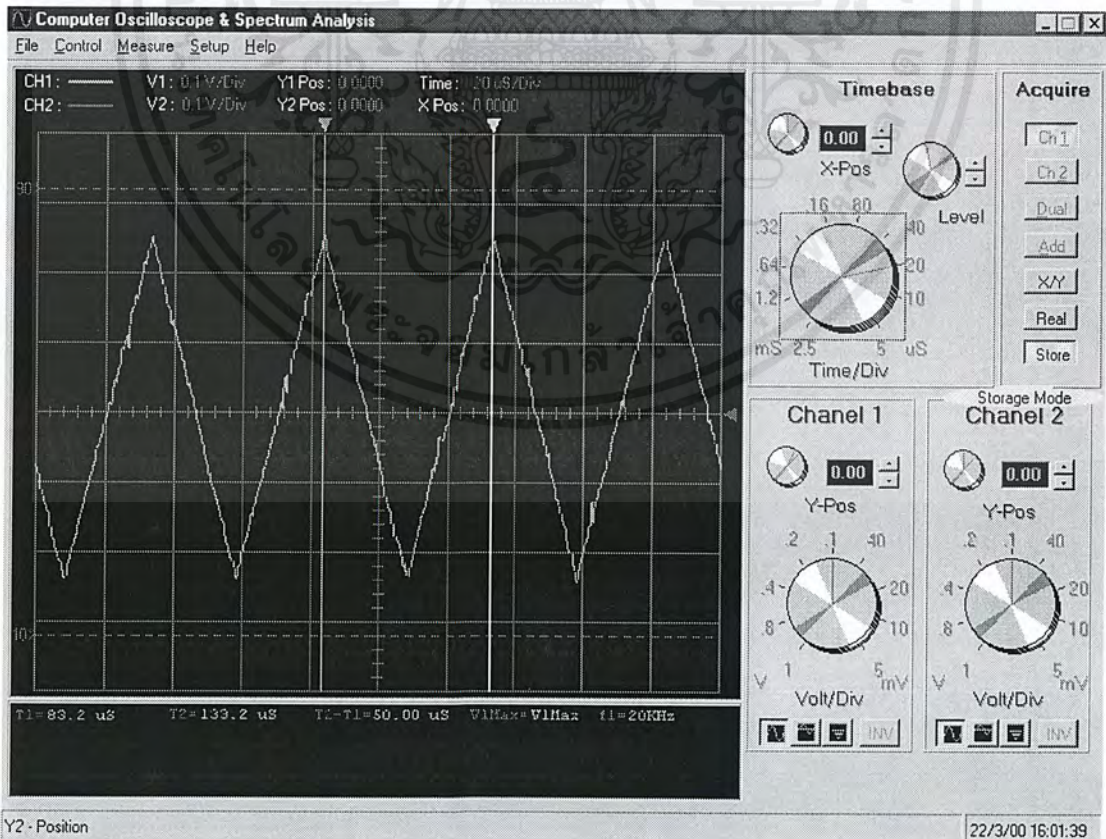 Computer Oscilloscope & Spectrum Analysis
File Control Measure Setup Help
CH1: V1: 0.1 V/Div Y1 Pos: 0.0000 Time: 20 uS/Div
CH2: V2: 0.1 V/Div Y2 Pos: 0.0000 X Pos: 0.0000
90
10%
T1=83.2 uS T2=133.2 uS T2-T1=50.00 uS V1Max=V1Max f1=20KHz
Timebase
0.00
X-Pos
Level
16 80
.32 40
.64 20
1.2 10
mS 2.5 5 uS
Time/Div
Acquire
Ch 1
Ch 2
Dual
Add
X/Y
Real
Store
Storage Mode
Chanel 1
0.00
Y-Pos
.2 .1 40
.4 20
.8 10
V 1 5 mV
Volt/Div
INV
Chanel 2
0.00
Y-Pos
.2 .1 40
.4 20
.8 10
V 1 5 mV
Volt/Div
INV
Y2 - Position
22/3/00 16:01:39